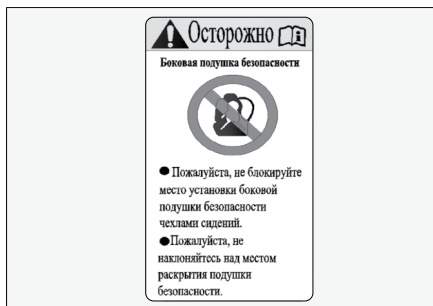 Осторожно
Боковая подушка безопасности
● Пожалуйста, не блокируйте
место установки боковой
подушки безопасности
чехлами сидений.
●Пожалуйста, не
наклоняйтесь над местом
раскрытия подушки
безопасности.